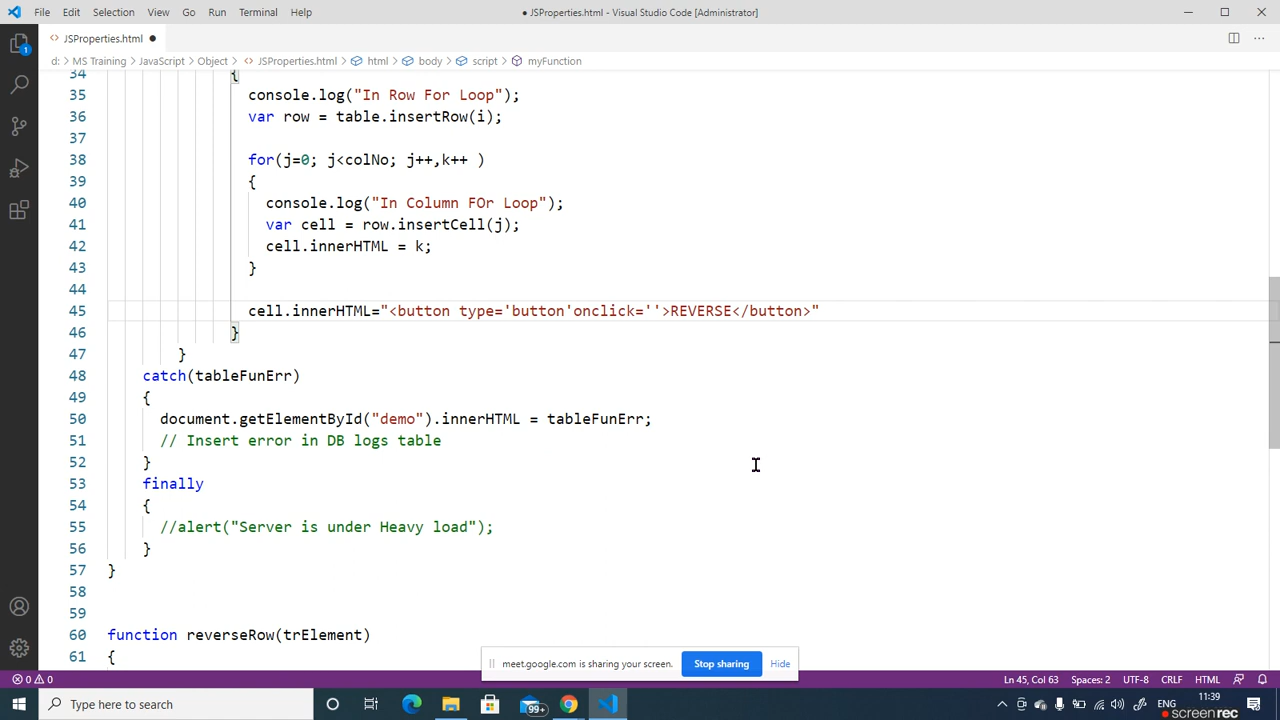 File Edit Selection View Go Run Terminal Help
● JSProperties.html - Visual Studio Code [Administrator]
<> JSProperties.html ●
d: > MS Training > JavaScript > Object > <> JSProperties.html > html > body > script > myFunction
34 {
35 console.log("In Row For Loop");
36 var row = table.insertRow(i);
37
38 for(j=0; j<colNo; j++,k++ )
39 {
40 console.log("In Column FOr Loop");
41 var cell = row.insertCell(j);
42 cell.innerHTML = k;
43 }
44
45 cell.innerHTML="<button type='button'onclick=''>REVERSE</button>"
46 }
47 }
48 catch(tableFunErr)
49 {
50 document.getElementById("demo").innerHTML = tableFunErr;
51 // Insert error in DB logs table
52 }
53 finally
54 {
55 //alert("Server is under Heavy load");
56 }
57 }
58
59
60 function reverseRow(trElement)
61 {
1
meet.google.com is sharing your screen. Stop sharing Hide
0 0 Ln 45, Col 63 Spaces: 2 UTF-8 CRLF HTML
Type here to search
99+
ENG
11:39
screenrec